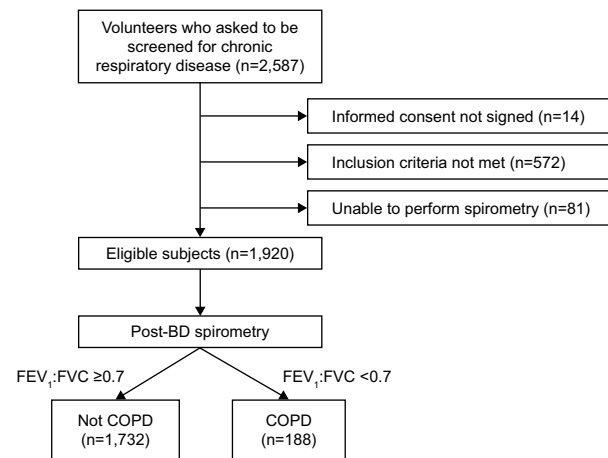 Volunteers who asked to be
screened for chronic
respiratory disease (n=2,587)
Informed consent not signed (n=14)
Inclusion criteria not met (n=572)
Unable to perform spirometry (n=81)
Eligible subjects (n=1,920)
Post-BD spirometry
FEV₁:FVC ≥0.7
FEV₁:FVC <0.7
Not COPD
(n=1,732)
COPD
(n=188)